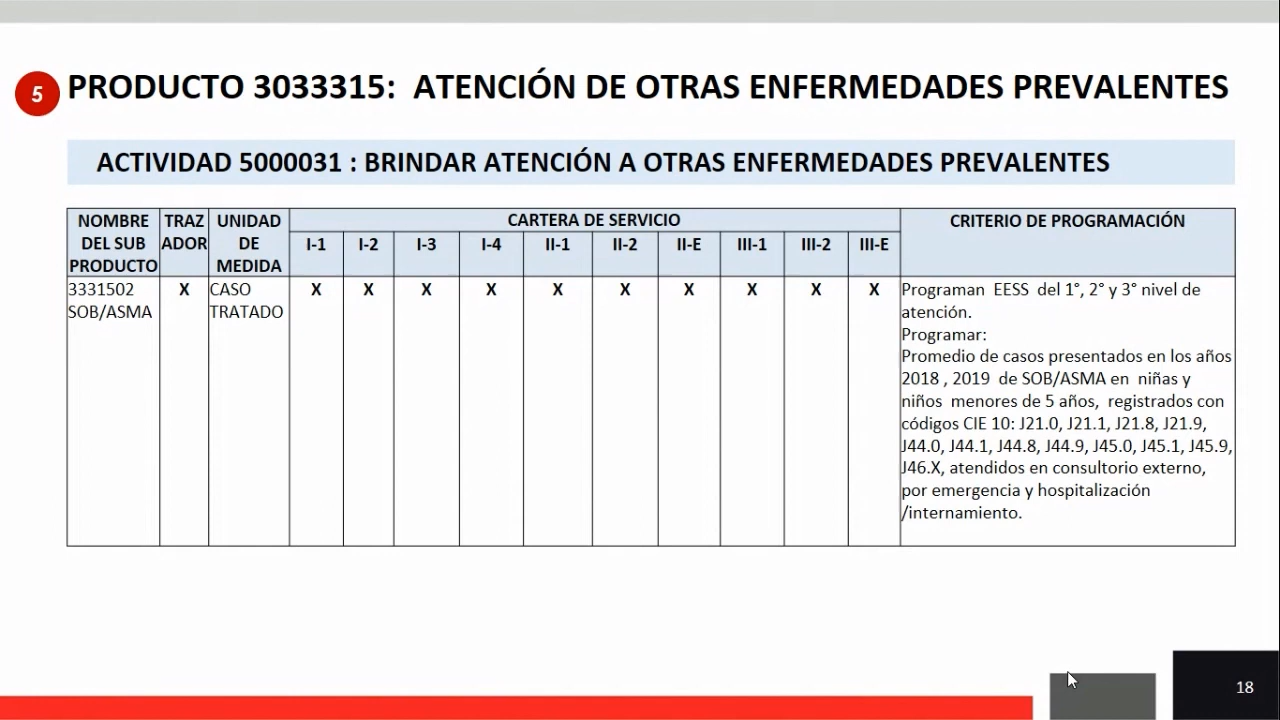 5
PRODUCTO 3033315: ATENCIÓN DE OTRAS ENFERMEDADES PREVALENTES
ACTIVIDAD 5000031 : BRINDAR ATENCIÓN A OTRAS ENFERMEDADES PREVALENTES
NOMBRE
DEL SUB
PRODUCTO
TRAZ
ADOR
UNIDAD
DE
MEDIDA
CARTERA DE SERVICIO
I-1 I-2 I-3 I-4 II-1 II-2 II-E III-1 III-2 III-E
CRITERIO DE PROGRAMACIÓN
3331502
SOB/ASMA
X
CASO
TRATADO
X X X X X X X X X X
Programan EESS del 1°, 2° y 3° nivel de
atención.
Programar:
Promedio de casos presentados en los años
2018 , 2019 de SOB/ASMA en niñas y
niños menores de 5 años, registrados con
códigos CIE 10: J21.0, J21.1, J21.8, J21.9,
J44.0, J44.1, J44.8, J44.9, J45.0, J45.1, J45.9,
J46.X, atendidos en consultorio externo,
por emergencia y hospitalización
/internamiento.
18